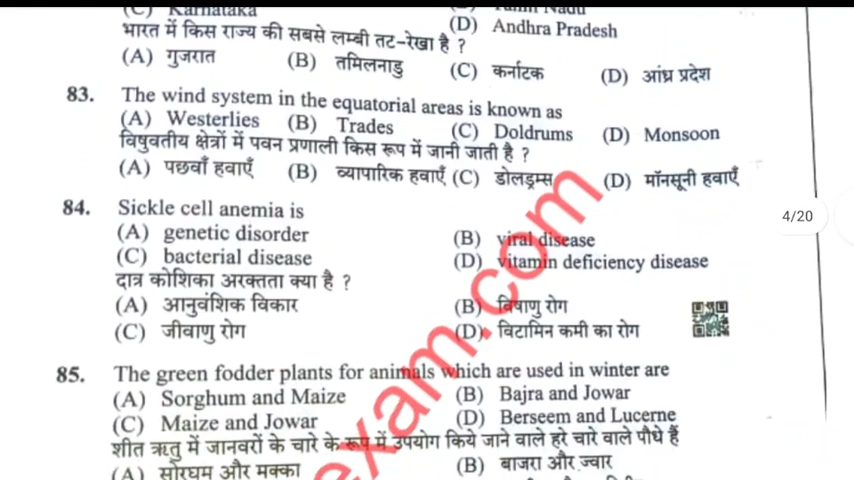 (C) Karnataka
(D) Andhra Pradesh
भारत में किस राज्य की सबसे लम्बी तट-रेखा है ?
(A) गुजरात (B) तमिलनाडु (C) कर्नाटक (D) आंध्र प्रदेश
83. The wind system in the equatorial areas is known as
(A) Westerlies (B) Trades (C) Doldrums (D) Monsoon
विषुवतीय क्षेत्रों में पवन प्रणाली किस रूप में जानी जाती है ?
(A) पछवाँ हवाएँ (B) व्यापारिक हवाएँ (C) डोलड्रम्स (D) मॉनसूनी हवाएँ
84. Sickle cell anemia is
(A) genetic disorder (B) viral disease
(C) bacterial disease (D) vitamin deficiency disease
दात्र कोशिका अरक्तता क्या है ?
(A) आनुवंशिक विकार (B) विषाणु रोग
(C) जीवाणु रोग (D) विटामिन कमी का रोग
85. The green fodder plants for animals which are used in winter are
(A) Sorghum and Maize (B) Bajra and Jowar
(C) Maize and Jowar (D) Berseem and Lucerne
शीत ऋतु में जानवरों के चारे के रूप में उपयोग किये जाने वाले हरे चारे वाले पौधे हैं
(A) सोरघम और मक्का (B) बाजरा और ज्वार
4/20
exam.com